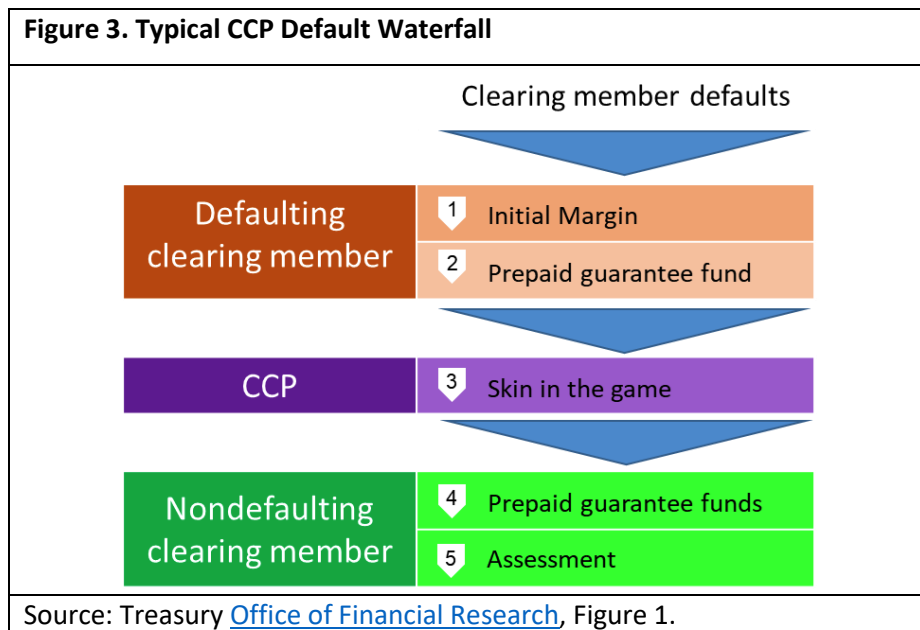 Figure 3. Typical CCP Default Waterfall
Clearing member defaults
Defaulting
clearing member
1 Initial Margin
2 Prepaid guarantee fund
CCP
3 Skin in the game
Nondefaulting
clearing member
4 Prepaid guarantee funds
5 Assessment
Source: Treasury Office of Financial Research, Figure 1.